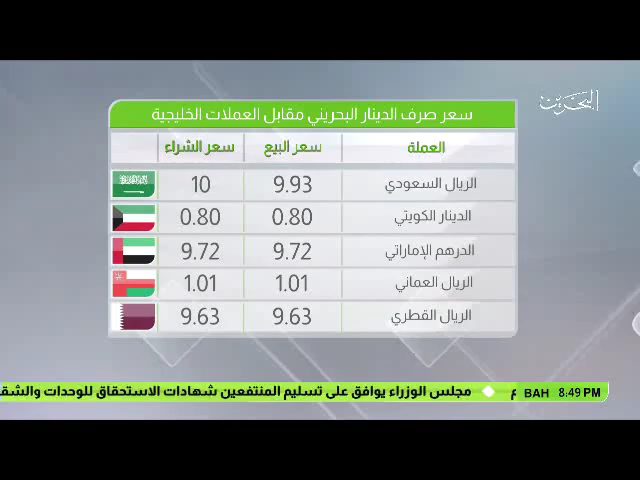 البحرين
سعر صرف الدينار البحريني مقابل العملات الخليجية
العملة سعر البيع سعر الشراء
الريال السعودي 9.93 10
الدينار الكويتي 0.80 0.80
الدرهم الإماراتي 9.72 9.72
الريال العماني 1.01 1.01
الريال القطري 9.63 9.63
BAH 8:49 PM
م مجلس الوزراء يوافق على تسليم المنتفعين شهادات الاستحقاق للوحدات والشق